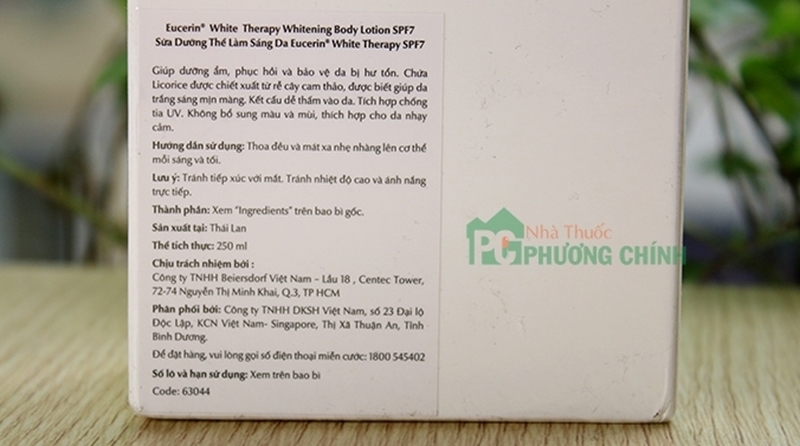 Eucerin® White Therapy Whitening Body Lotion SPF7
Sữa Dưỡng Thể Làm Sáng Da Eucerin® White Therapy SPF7
Giúp dưỡng ẩm, phục hồi và bảo vệ da bị hư tổn. Chứa
Licorice được chiết xuất từ rễ cây cam thảo, được biết giúp da
trắng sáng mịn màng. Kết cấu dễ thấm vào da. Tích hợp chống
tia UV. Không bổ sung màu và mùi, thích hợp cho da nhạy
cảm.
Hướng dẫn sử dụng: Thoa đều và mát xa nhẹ nhàng lên cơ thể
mỗi sáng và tối.
Lưu ý: Tránh tiếp xúc với mắt. Tránh nhiệt độ cao và ánh nắng
trực tiếp.
Thành phần: Xem "Ingredients" trên bao bì gốc.
Sản xuất tại: Thái Lan
Thể tích thực: 250 ml
Chịu trách nhiệm bởi :
Công ty TNHH Beiersdorf Việt Nam – Lầu 18 , Centec Tower,
72-74 Nguyễn Thị Minh Khai, Q.3, TP HCM
Phân phối bởi: Công ty TNHH DKSH Việt Nam, số 23 Đại lộ
Độc Lập, KCN Việt Nam- Singapore, Thị Xã Thuận An, Tỉnh
Bình Dương.
Để đặt hàng, vui lòng gọi số điện thoại miễn cước: 1800 545402
Số lô và hạn sử dụng: Xem trên bao bì
Code: 63044
PC Nhà Thuốc
PHƯƠNG CHÍNH